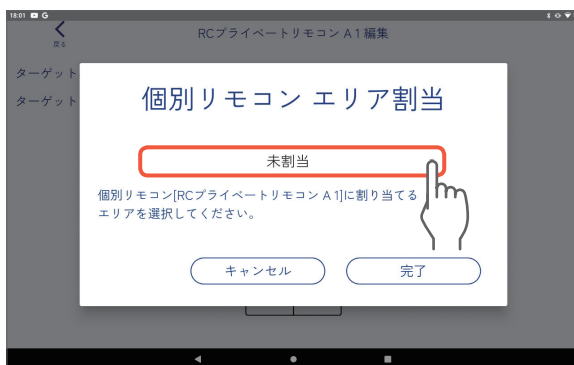 18:01 G
戻る
RCプライベートリモコン A1編集
ターゲット
ターゲット
個別リモコン エリア割当
未割当
個別リモコン[RCプライベートリモコン A1]に割り当てる
エリアを選択してください。
キャンセル
完了